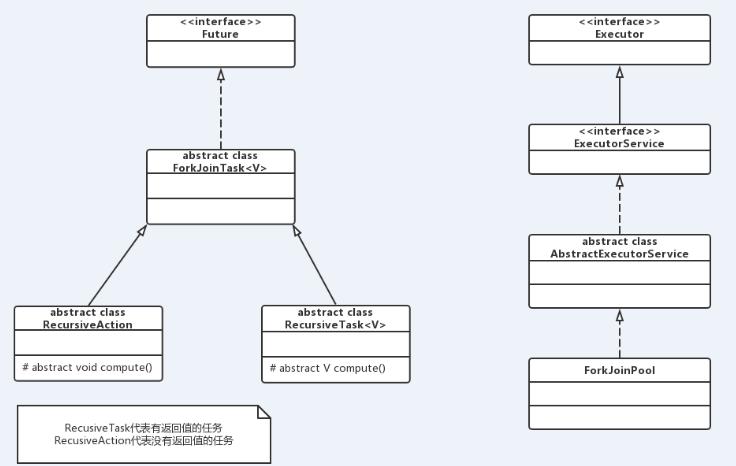 <<interface>>
Future
abstract class
ForkJoinTask<V>
abstract class
RecursiveAction
# abstract void compute()
abstract class
RecursiveTask<V>
# abstract V compute()
RecusiveTask代表有返回值的任务
RecusiveAction代表没有返回值的任务
<<interface>>
Executor
<<interface>>
ExecutorService
abstract class
AbstractExecutorService
ForkJoinPool